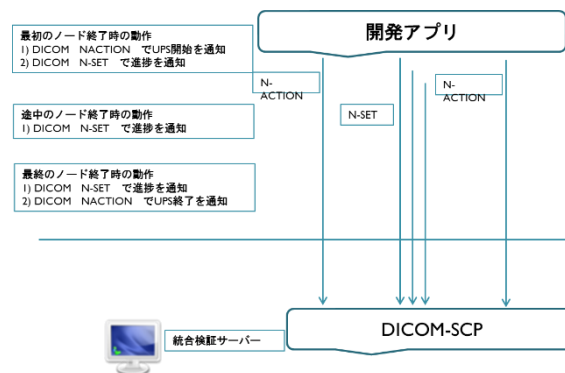 最初のノード終了時の動作
1) DICOM NACTION でUPS開始を通知
2) DICOM N-SET で進捗を通知
開発アプリ
N-
ACTION
N-SET
N-
ACTION
途中のノード終了時の動作
1) DICOM N-SET で進捗を通知
最終のノード終了時の動作
1) DICOM N-SET で進捗を通知
2) DICOM NACTION でUPS終了を通知
DICOM-SCP
統合検証サーバー